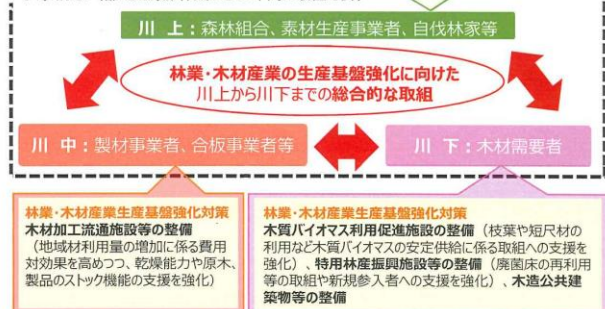 川 上：森林組合、素材生産事業者、自伐林家等
林業・木材産業の生産基盤強化に向けた
川上から川下までの総合的な取組
川 中：製材事業者、合板事業者等
川 下：木材需要者
林業・木材産業生産基盤強化対策
木材加工流通施設等の整備
（地域材利用量の増加に係る費用
対効果を高めつつ、乾燥能力や原木、
製品のストック機能の支援を強化）
林業・木材産業生産基盤強化対策
木質バイオマス利用促進施設の整備（枝葉や短尺材の
利用など木質バイオマスの安定供給に係る取組への支援を
強化）、特用林産振興施設等の整備（廃菌床の再利用
等の取組や新規参入者への支援を強化）、木造公共建
築物等の整備